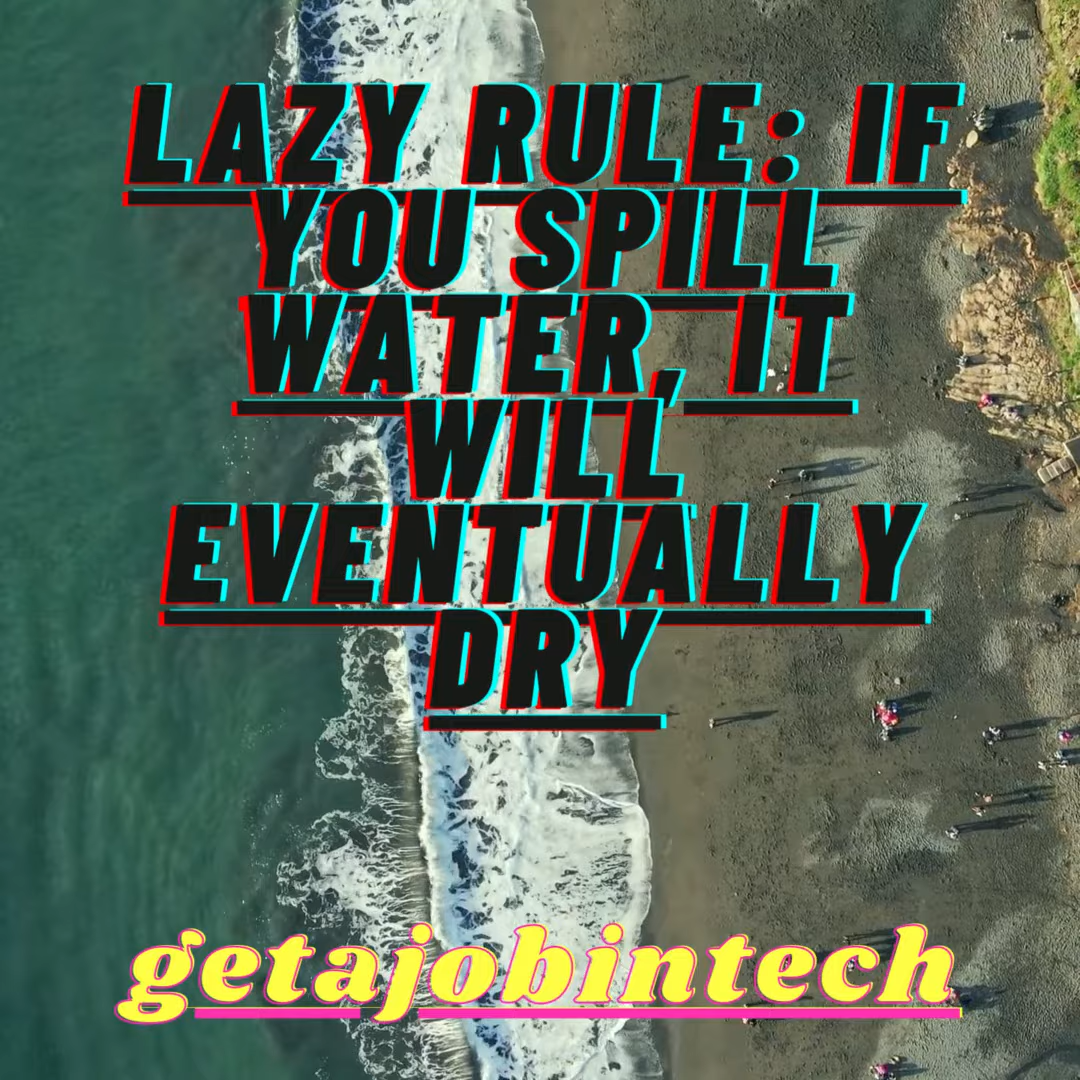 LAZY RULE: IF
YOU SPILL
WATER, IT
WILL
EVENTUALLY
DRY
getajobintech